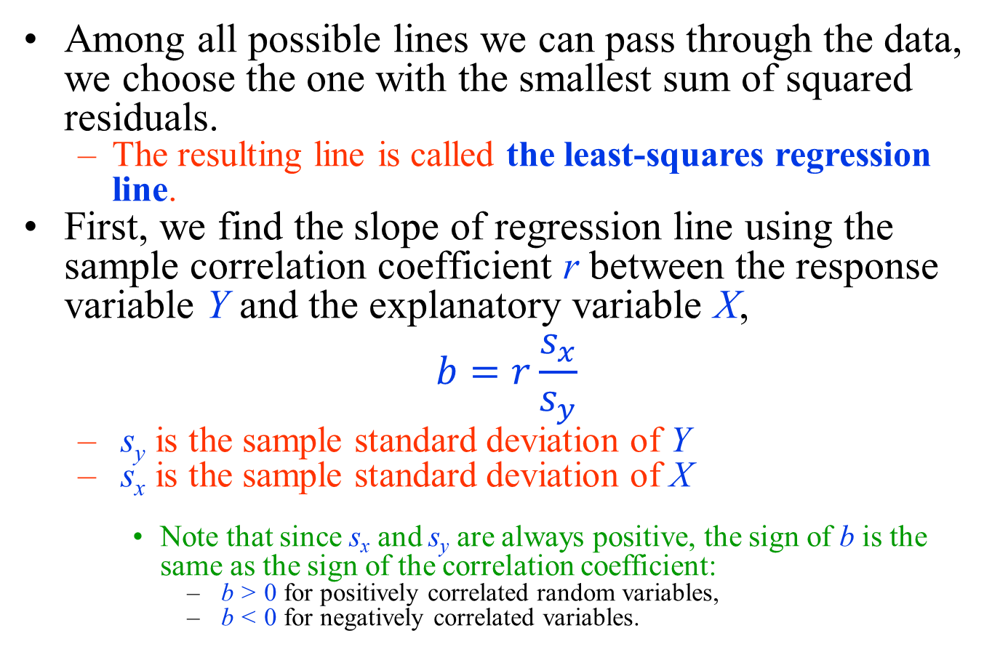 • Among all possible lines we can pass through the data,
we choose the one with the smallest sum of squared
residuals.
– The resulting line is called the least-squares regression
line.
• First, we find the slope of regression line using the
sample correlation coefficient r between the response
variable Y and the explanatory variable X,
b = r s_x / s_y
– s_y is the sample standard deviation of Y
– s_x is the sample standard deviation of X
• Note that since s_x and s_y are always positive, the sign of b is the
same as the sign of the correlation coefficient:
– b > 0 for positively correlated random variables,
– b < 0 for negatively correlated variables.